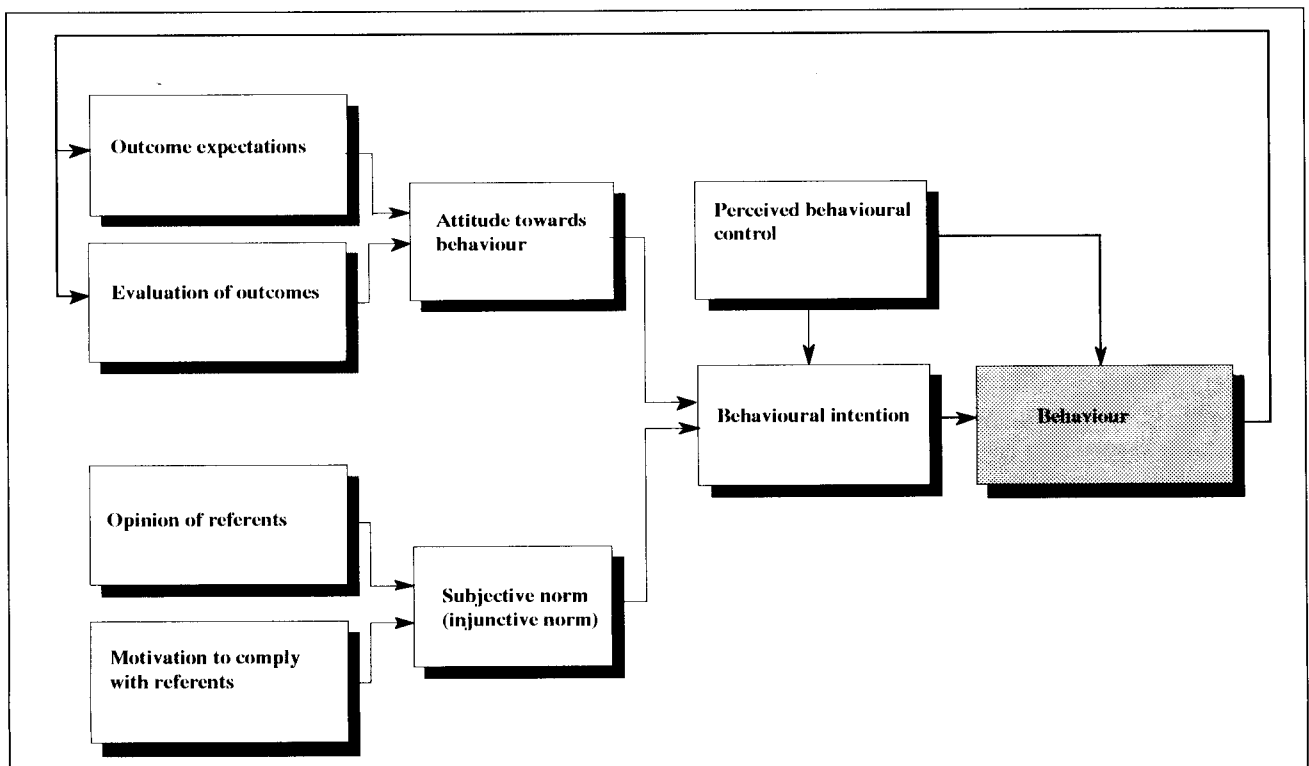 Outcome expectations
Evaluation of outcomes
Attitude towards
behaviour
Perceived behavioural
control
Behavioural intention
Behaviour
Opinion of referents
Motivation to comply
with referents
Subjective norm
(injunctive norm)